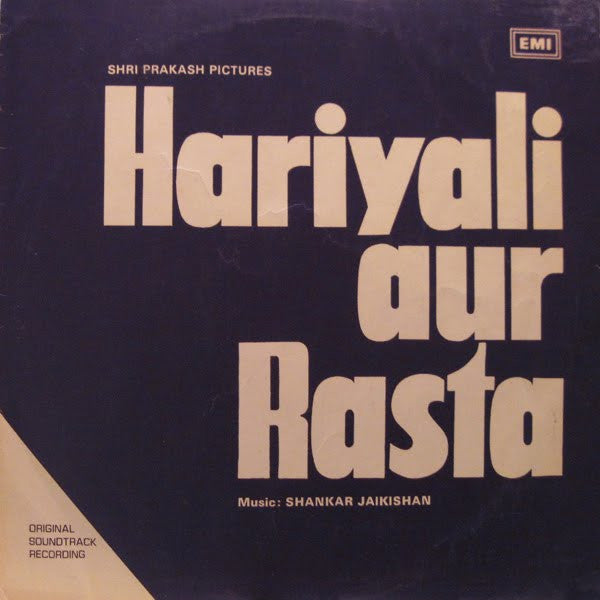 EMI
SHRI PRAKASH PICTURES
Hariyali
aur
Rasta
Music: SHANKAR JAIKISHAN
ORIGINAL
SOUNDTRACK
RECORDING